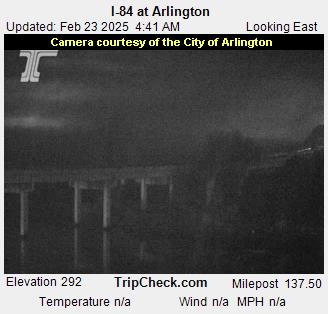 I-84 at Arlington
Updated: Feb 23 2025 4:41 AM Looking East
Camera courtesy of the City of Arlington
Elevation 292 TripCheck.com Milepost 137.50
Temperature n/a Wind n/a MPH n/a